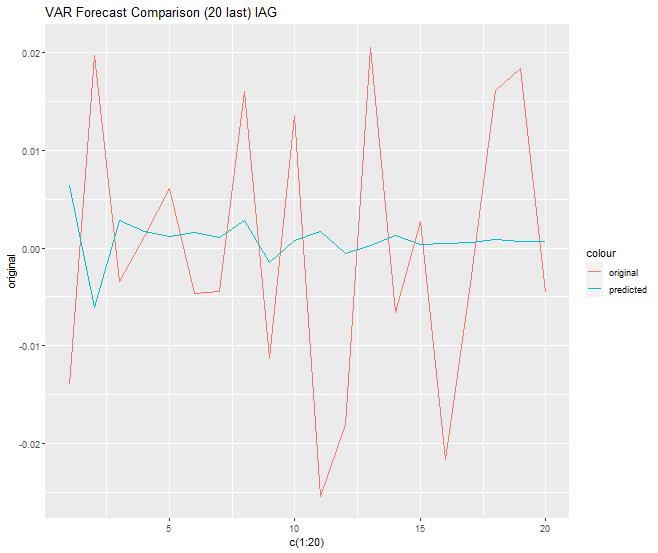 VAR Forecast Comparison (20 last) IAG
0.02
0.01
0.00
-0.01
-0.02
original
5
10
15
20
c(1:20)
colour
original
predicted